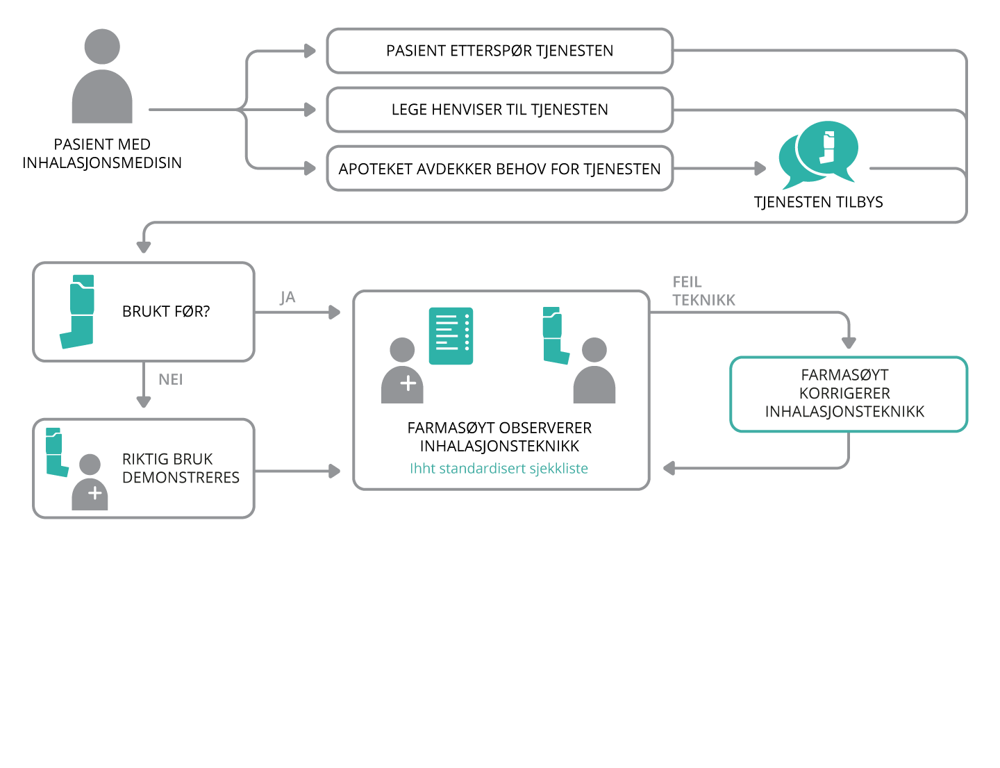 PASIENT MED
INHALASJONSMEDISIN
PASIENT ETTERSPØR TJENESTEN
LEGE HENVISER TIL TJENESTEN
APOTEKET AVDEKKER BEHOV FOR TJENESTEN
TJENESTEN TILBYS
BRUKT FØR?
JA
NEI
RIKTIG BRUK
DEMONSTRERES
FARMASØYT OBSERVERER
INHALASJONSTEKNIKK
Ihht standardisert sjekkliste
FEIL
TEKNIKK
FARMASØYT
KORRIGERER
INHALASJONSTEKNIKK